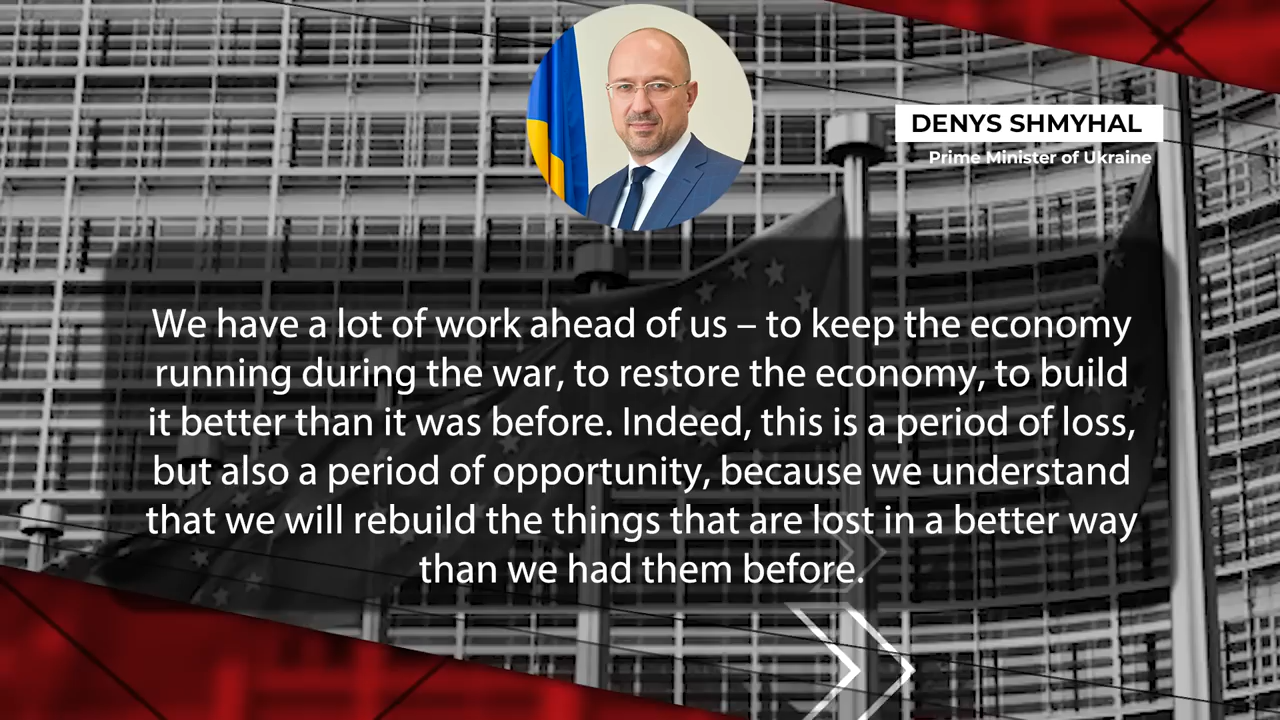 DENYS SHMYHAL
Prime Minister of Ukraine
We have a lot of work ahead of us – to keep the economy
running during the war, to restore the economy, to build
it better than it was before. Indeed, this is a period of loss,
but also a period of opportunity, because we understand
that we will rebuild the things that are lost in a better way
than we had them before.